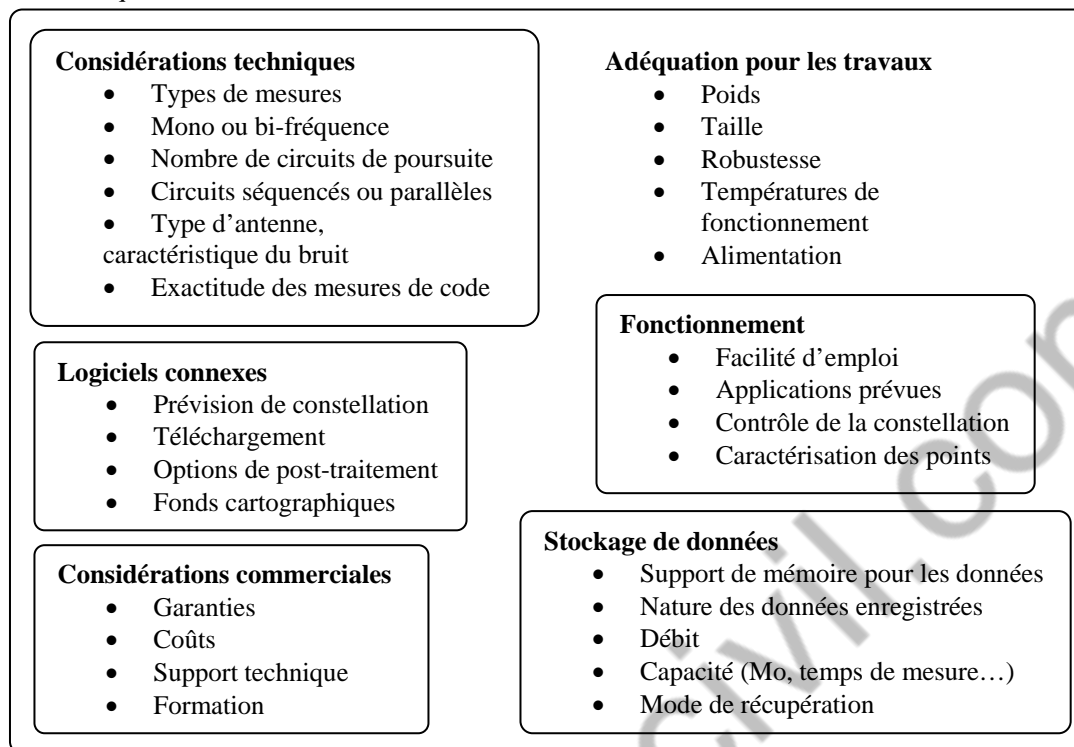 Considérations techniques
• Types de mesures
• Mono ou bi-fréquence
• Nombre de circuits de poursuite
• Circuits séquencés ou parallèles
• Type d’antenne,
caractéristique du bruit
• Exactitude des mesures de code
Adéquation pour les travaux
• Poids
• Taille
• Robustesse
• Températures de
fonctionnement
• Alimentation
Fonctionnement
• Facilité d’emploi
• Applications prévues
• Contrôle de la constellation
• Caractérisation des points
Logiciels connexes
• Prévision de constellation
• Téléchargement
• Options de post-traitement
• Fonds cartographiques
Considérations commerciales
• Garanties
• Coûts
• Support technique
• Formation
Stockage de données
• Support de mémoire pour les données
• Nature des données enregistrées
• Débit
• Capacité (Mo, temps de mesure…)
• Mode de récupération
civil.co